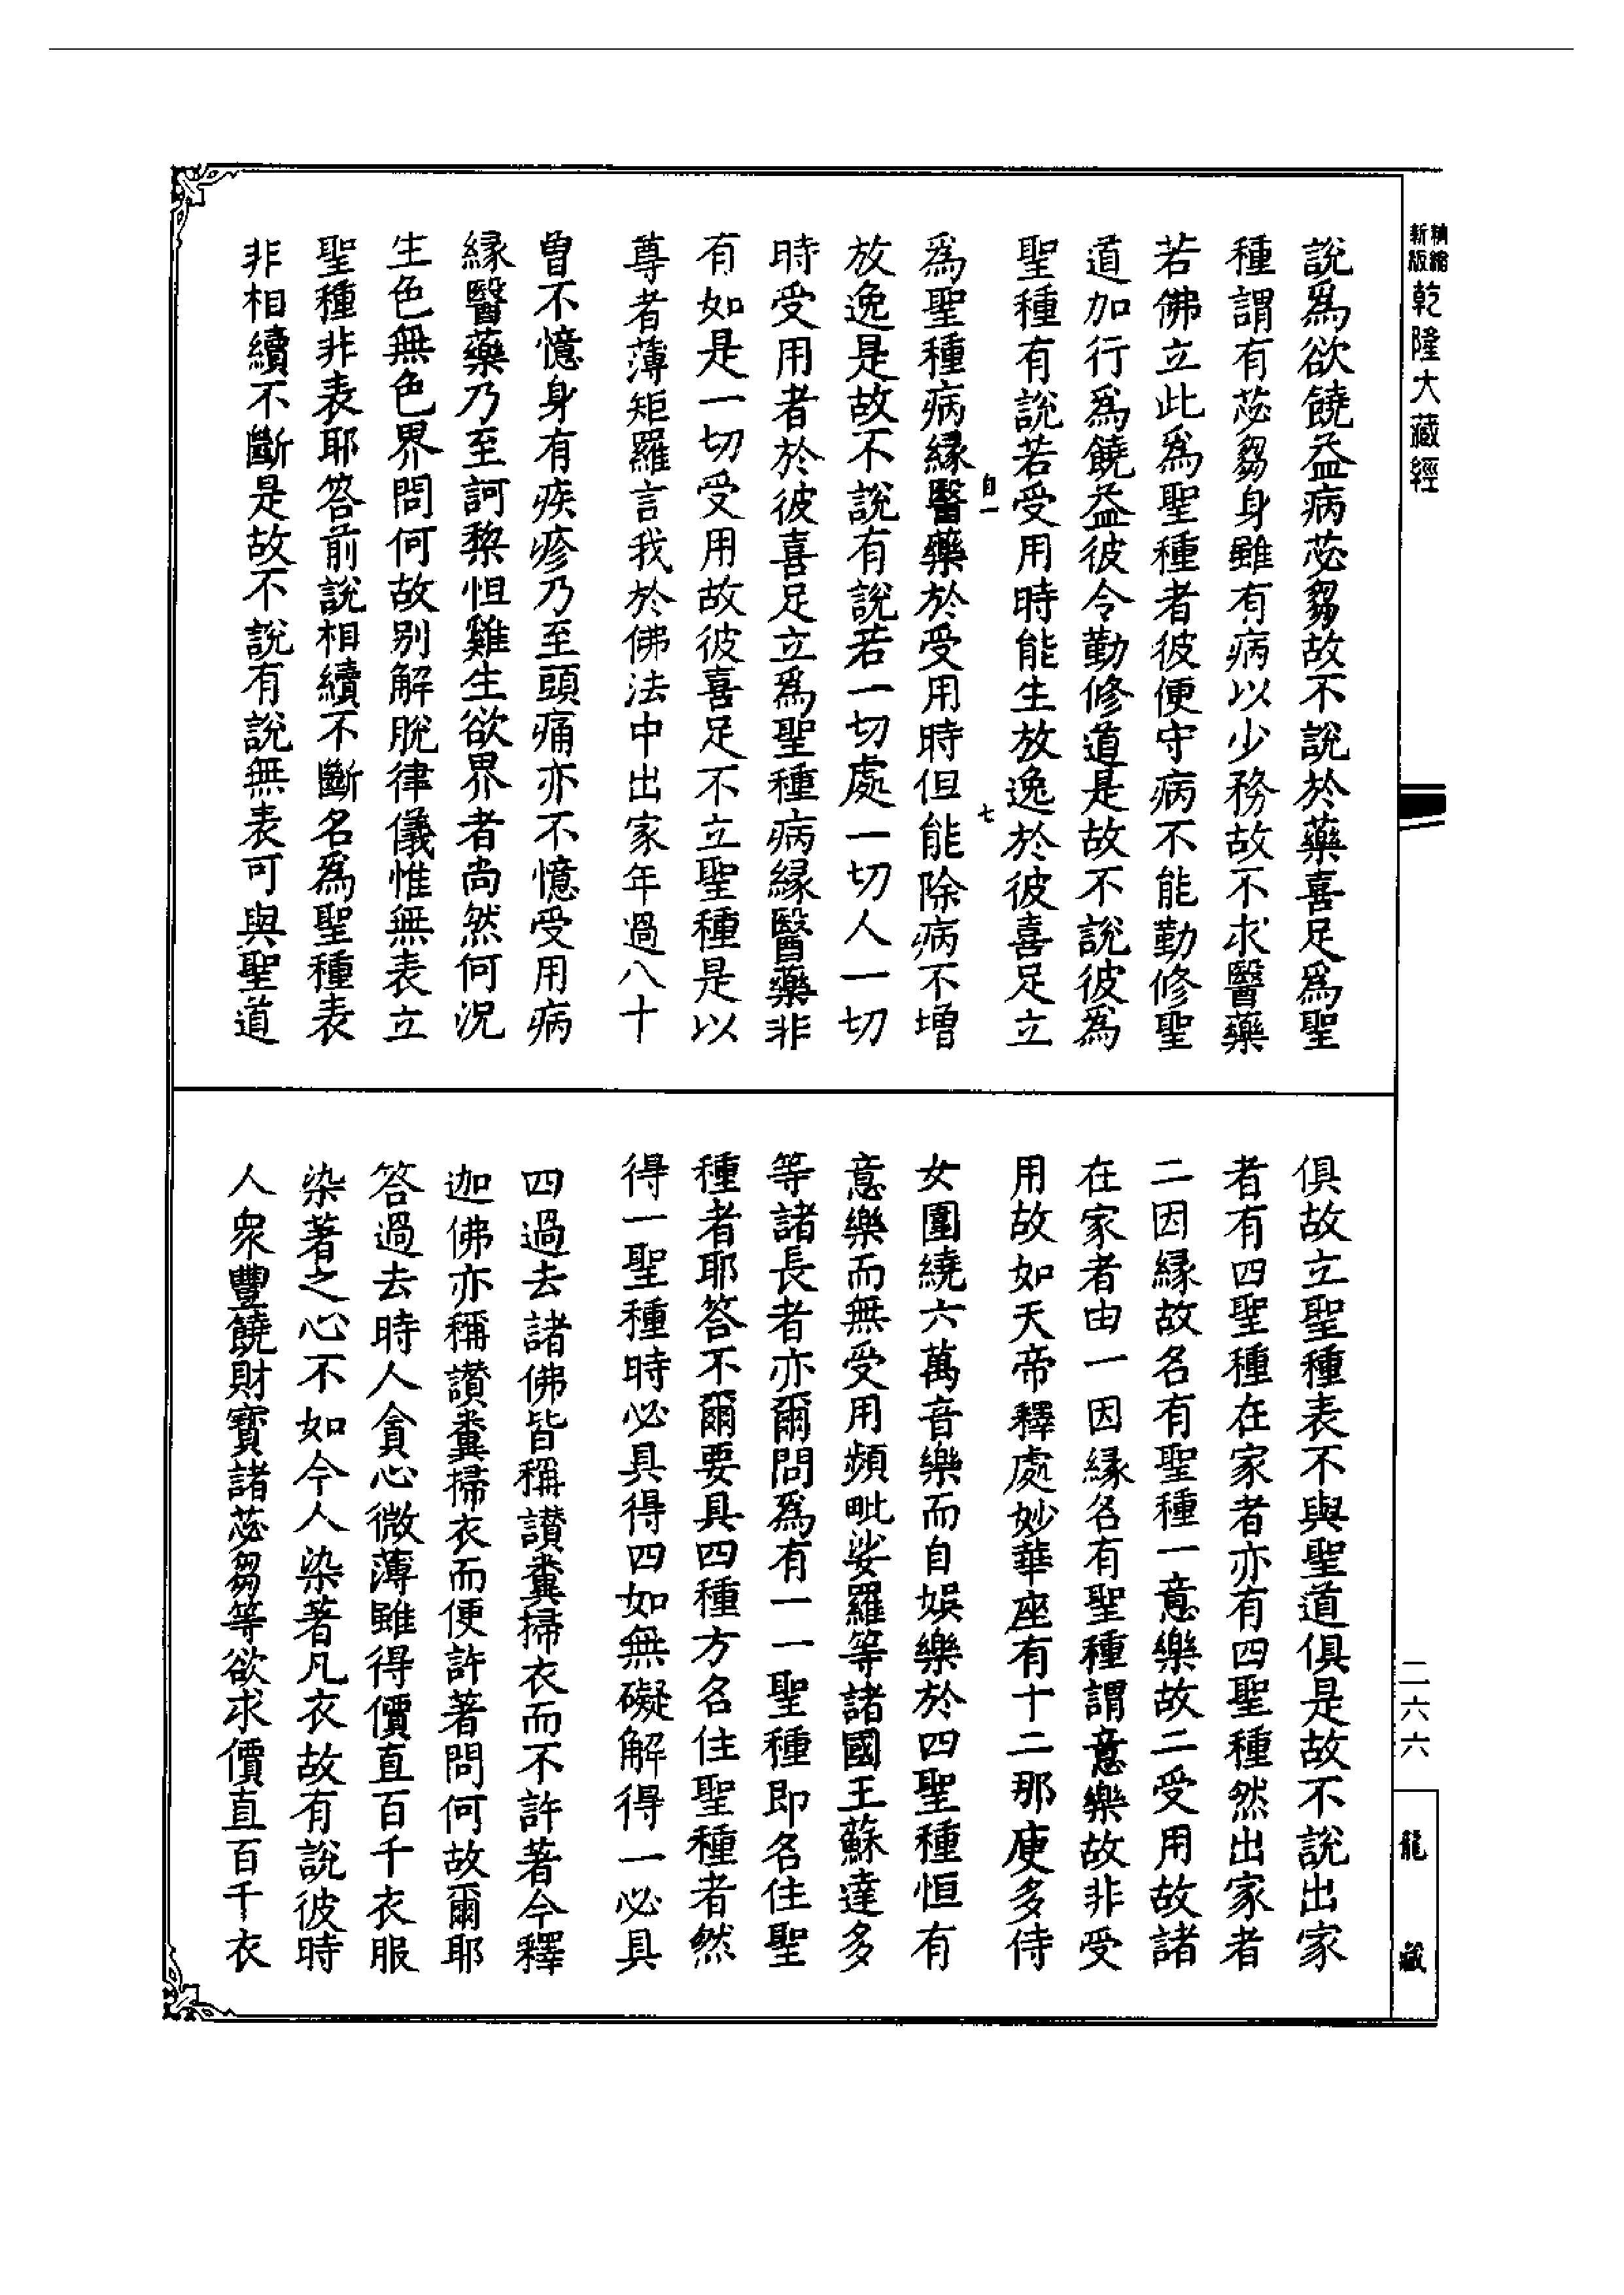 精縮新版乾隆大藏經
二六六
龍藏
說爲欲饒益病苾芻故不說於藥喜足爲聖
種謂有苾芻身雖有病以少務故不求醫藥
若佛立此爲聖種者彼便守病不能勤修聖
道加行爲饒益彼令勤修道是故不說彼爲
聖種有說若受用時能生放逸於彼喜足立
自一
七
爲聖種病緣醫藥於受用時但能除病不增
放逸是故不說有說若一切處一切人一切
時受用者於彼喜足立爲聖種病緣醫藥非
有如是一切受用故彼喜足不立聖種是以
尊者薄矩羅言我於佛法中出家年過八十
曾不憶身有疾疹乃至頭痛亦不憶受用病
緣醫藥乃至訶梨怛雞生欲界者尚然何況
生色無色界問何故別解脫律儀惟無表立
聖種非表耶答前說相續不斷名爲聖種表
非相續不斷是故不說有說無表可與聖道
俱故立聖種表不與聖道俱是故不說出家
者有四聖種在家者亦有四聖種然出家者
二因緣故名有聖種一意樂故二受用故諸
在家者由一因緣名有聖種謂意樂故非受
用故如天帝釋處妙華座有十二那庾多侍
女圍繞六萬音樂而自娛樂於四聖種恒有
意樂而無受用頻毗娑羅等諸國王蘇達多
等諸長者亦爾問爲有一一聖種即名住聖
種者耶答不爾要具四種方名住聖種者然
得一聖種時必具得四如無礙解得一必具
四過去諸佛皆稱讚糞掃衣而不許著今釋
迦佛亦稱讚糞掃衣而便許著問何故爾耶
答過去時人貪心微薄雖得價直百千衣服
染著之心不如今人染著凡衣故有說彼時
人衆豐饒財寶諸苾芻等欲求價直百千衣